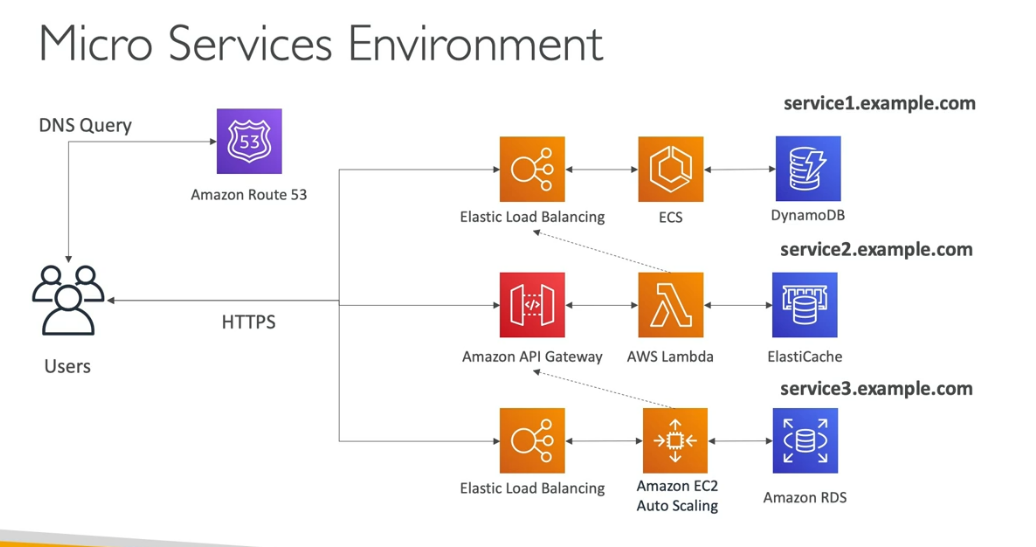 Micro Services Environment
service1.example.com
DNS Query
53
Amazon Route 53
Elastic Load Balancing
ECS
DynamoDB
service2.example.com
HTTPS
Users
Amazon API Gateway
AWS Lambda
ElastiCache
service3.example.com
Elastic Load Balancing
Amazon EC2
Auto Scaling
Amazon RDS